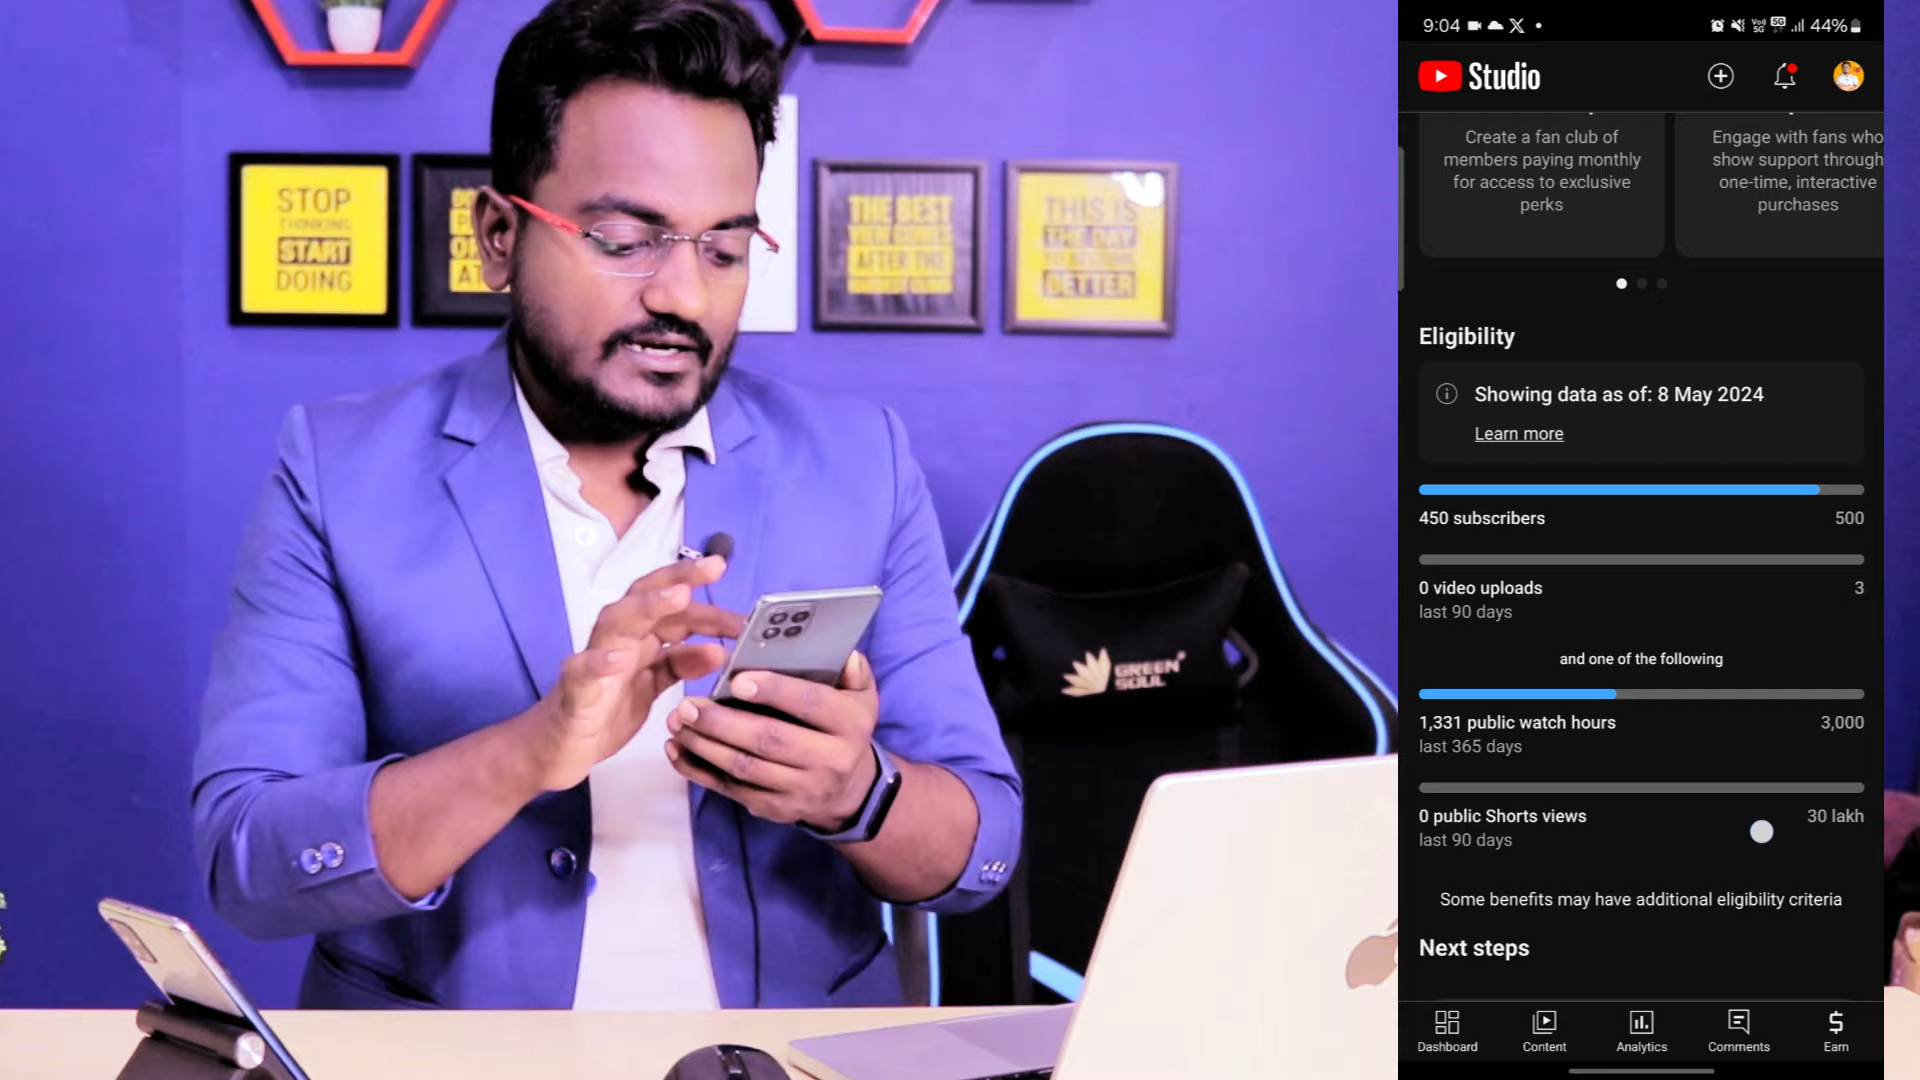 STOP
THINKING
START
DOING
THE BEST
VIEW COMES
AFTER THE
THIS IS
THE DAY
BETTER
GREEN
SOUL
9:04
44%
Studio
Create a fan club of
members paying monthly
for access to exclusive
perks
Engage with fans who
show support through
one-time, interactive
purchases
Eligibility
Showing data as of: 8 May 2024
Learn more
450 subscribers 500
0 video uploads 3
last 90 days
and one of the following
1,331 public watch hours 3,000
last 365 days
0 public Shorts views 30 lakh
last 90 days
Some benefits may have additional eligibility criteria
Next steps
Dashboard Content Analytics Comments Earn